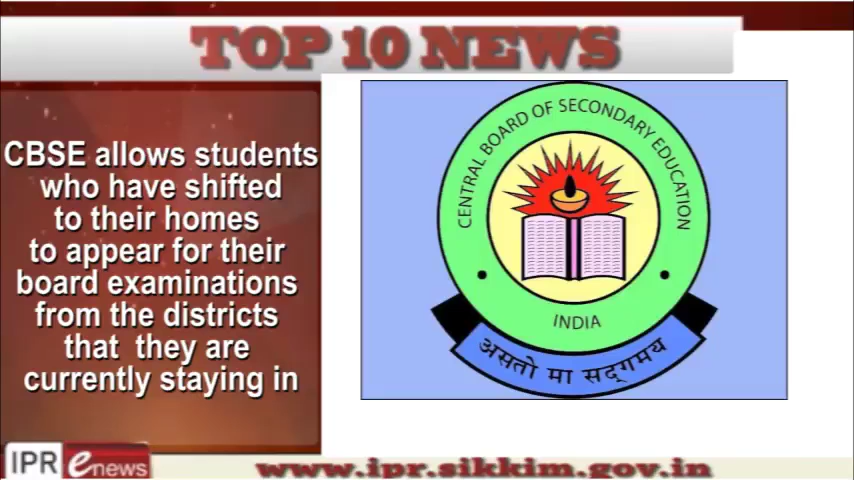 TOP 10 NEWS
CBSE allows students
who have shifted
to their homes
to appear for their
board examinations
from the districts
that they are
currently staying in
CENTRAL BOARD OF SECONDARY EDUCATION
INDIA
असतो मा सद्गमय
IPR enews
www.ipr.sikkim.gov.in